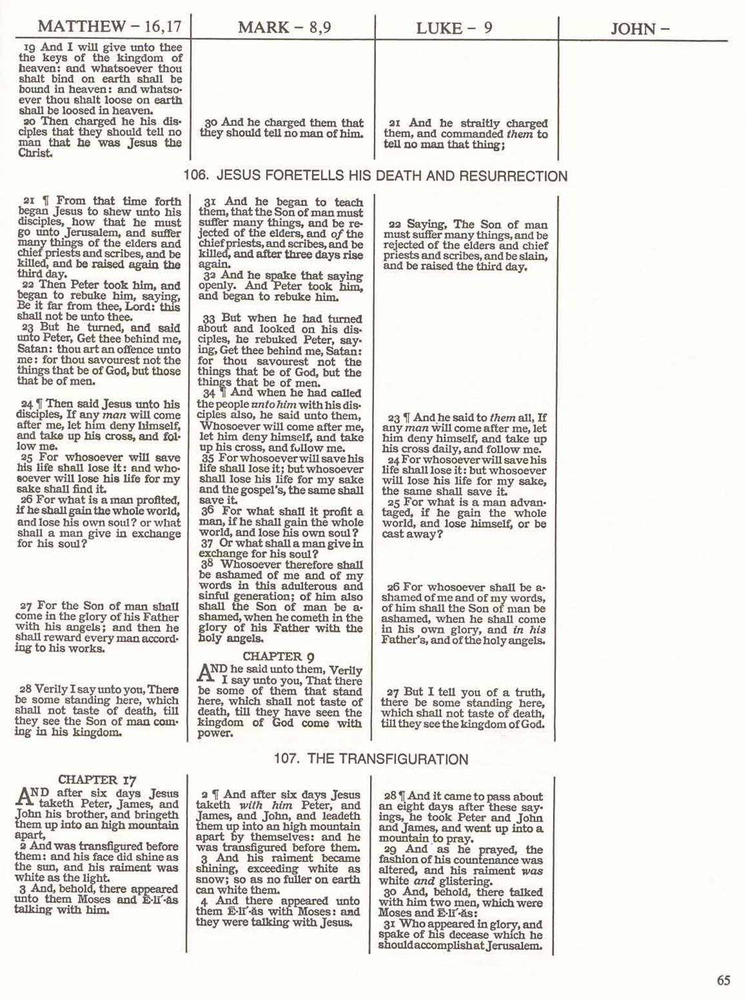 MATTHEW – 16,17
MARK – 8,9
LUKE – 9
JOHN –
19 And I will give unto thee
the keys of the kingdom of
heaven: and whatsoever thou
shalt bind on earth shall be
bound in heaven: and whatso-
ever thou shalt loose on earth
shall be loosed in heaven.
20 Then charged he his dis-
ciples that they should tell no
man that he was Jesus the
Christ.
30 And he charged them that
they should tell no man of him.
21 And he straitly charged
them, and commanded them to
tell no man that thing;
106. JESUS FORETELLS HIS DEATH AND RESURRECTION
21 ¶ From that time forth
began Jesus to shew unto his
disciples, how that he must
go unto Jerusalem, and suffer
many things of the elders and
chief priests and scribes, and be
killed, and be raised again the
third day.
22 Then Peter took him, and
began to rebuke him, saying,
Be it far from thee, Lord: this
shall not be unto thee.
23 But he turned, and said
unto Peter, Get thee behind me,
Satan: thou art an offence unto
me: for thou savourest not the
things that be of God, but those
that be of men.
24 ¶ Then said Jesus unto his
disciples, If any man will come
after me, let him deny himself,
and take up his cross, and fol-
low me.
25 For whosoever will save
his life shall lose it: and who-
soever will lose his life for my
sake shall find it.
26 For what is a man profited,
if he shall gain the whole world,
and lose his own soul? or what
shall a man give in exchange
for his soul?
27 For the Son of man shall
come in the glory of his Father
with his angels; and then he
shall reward every man accord-
ing to his works.
28 Verily I say unto you, There
be some standing here, which
shall not taste of death, till
they see the Son of man com-
ing in his kingdom.
31 And he began to teach
them, that the Son of man must
suffer many things, and be re-
jected of the elders, and of the
chief priests, and scribes, and be
killed, and after three days rise
again.
32 And he spake that saying
openly. And Peter took him,
and began to rebuke him.
33 But when he had turned
about and looked on his dis-
ciples, he rebuked Peter, say-
ing, Get thee behind me, Satan:
for thou savourest not the
things that be of God, but the
things that be of men.
34 ¶ And when he had called
the people unto him with his dis-
ciples also, he said unto them,
Whosoever will come after me,
let him deny himself, and take
up his cross, and follow me.
35 For whosoever will save his
life shall lose it; but whosoever
shall lose his life for my sake
and the gospel's, the same shall
save it.
36 For what shall it profit a
man, if he shall gain the whole
world, and lose his own soul?
37 Or what shall a man give in
exchange for his soul?
38 Whosoever therefore shall
be ashamed of me and of my
words in this adulterous and
sinful generation; of him also
shall the Son of man be a-
shamed, when he cometh in the
glory of his Father with the
holy angels.
CHAPTER 9
AND he said unto them, Verily
I say unto you, That there
be some of them that stand
here, which shall not taste of
death, till they have seen the
kingdom of God come with
power.
22 Saying, The Son of man
must suffer many things, and be
rejected of the elders and chief
priests and scribes, and be slain,
and be raised the third day.
23 ¶ And he said to them all, If
any man will come after me, let
him deny himself, and take up
his cross daily, and follow me.
24 For whosoever will save his
life shall lose it: but whosoever
will lose his life for my sake,
the same shall save it.
25 For what is a man advan-
taged, if he gain the whole
world, and lose himself, or be
cast away?
26 For whosoever shall be a-
shamed of me and of my words,
of him shall the Son of man be
ashamed, when he shall come
in his own glory, and in his
Father's, and of the holy angels.
27 But I tell you of a truth,
there be some standing here,
which shall not taste of death,
till they see the kingdom of God.
107. THE TRANSFIGURATION
CHAPTER 17
AND after six days Jesus
taketh Peter, James, and
John his brother, and bringeth
them up into an high mountain
apart,
2 And was transfigured before
them: and his face did shine as
the sun, and his raiment was
white as the light.
3 And, behold, there appeared
unto them Moses and Ē-lī´-ăs
talking with him.
2 ¶ And after six days Jesus
taketh with him Peter, and
James, and John, and leadeth
them up into an high mountain
apart by themselves: and he
was transfigured before them.
3 And his raiment became
shining, exceeding white as
snow; so as no fuller on earth
can white them.
4 And there appeared unto
them Ē-lī´-ăs with Moses: and
they were talking with Jesus.
28 ¶ And it came to pass about
an eight days after these say-
ings, he took Peter and John
and James, and went up into a
mountain to pray.
29 And as he prayed, the
fashion of his countenance was
altered, and his raiment was
white and glistering.
30 And, behold, there talked
with him two men, which were
Moses and Ē-lī´-ăs:
31 Who appeared in glory, and
spake of his decease which he
should accomplish at Jerusalem.
65